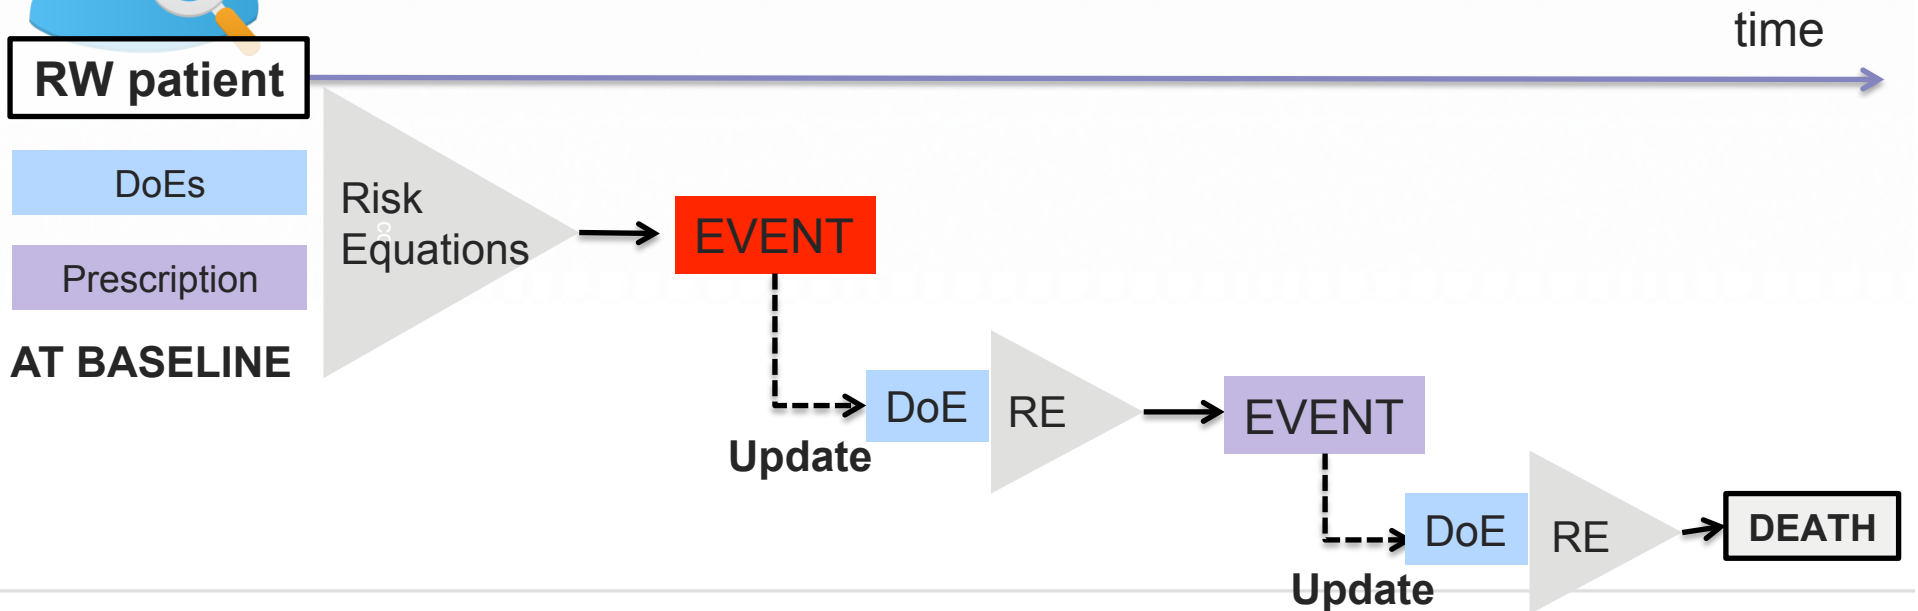 time
RW patient
DoEs
Prescription
AT BASELINE
Risk
Equations
EVENT
Update
DoE
RE
EVENT
Update
DoE
RE
DEATH